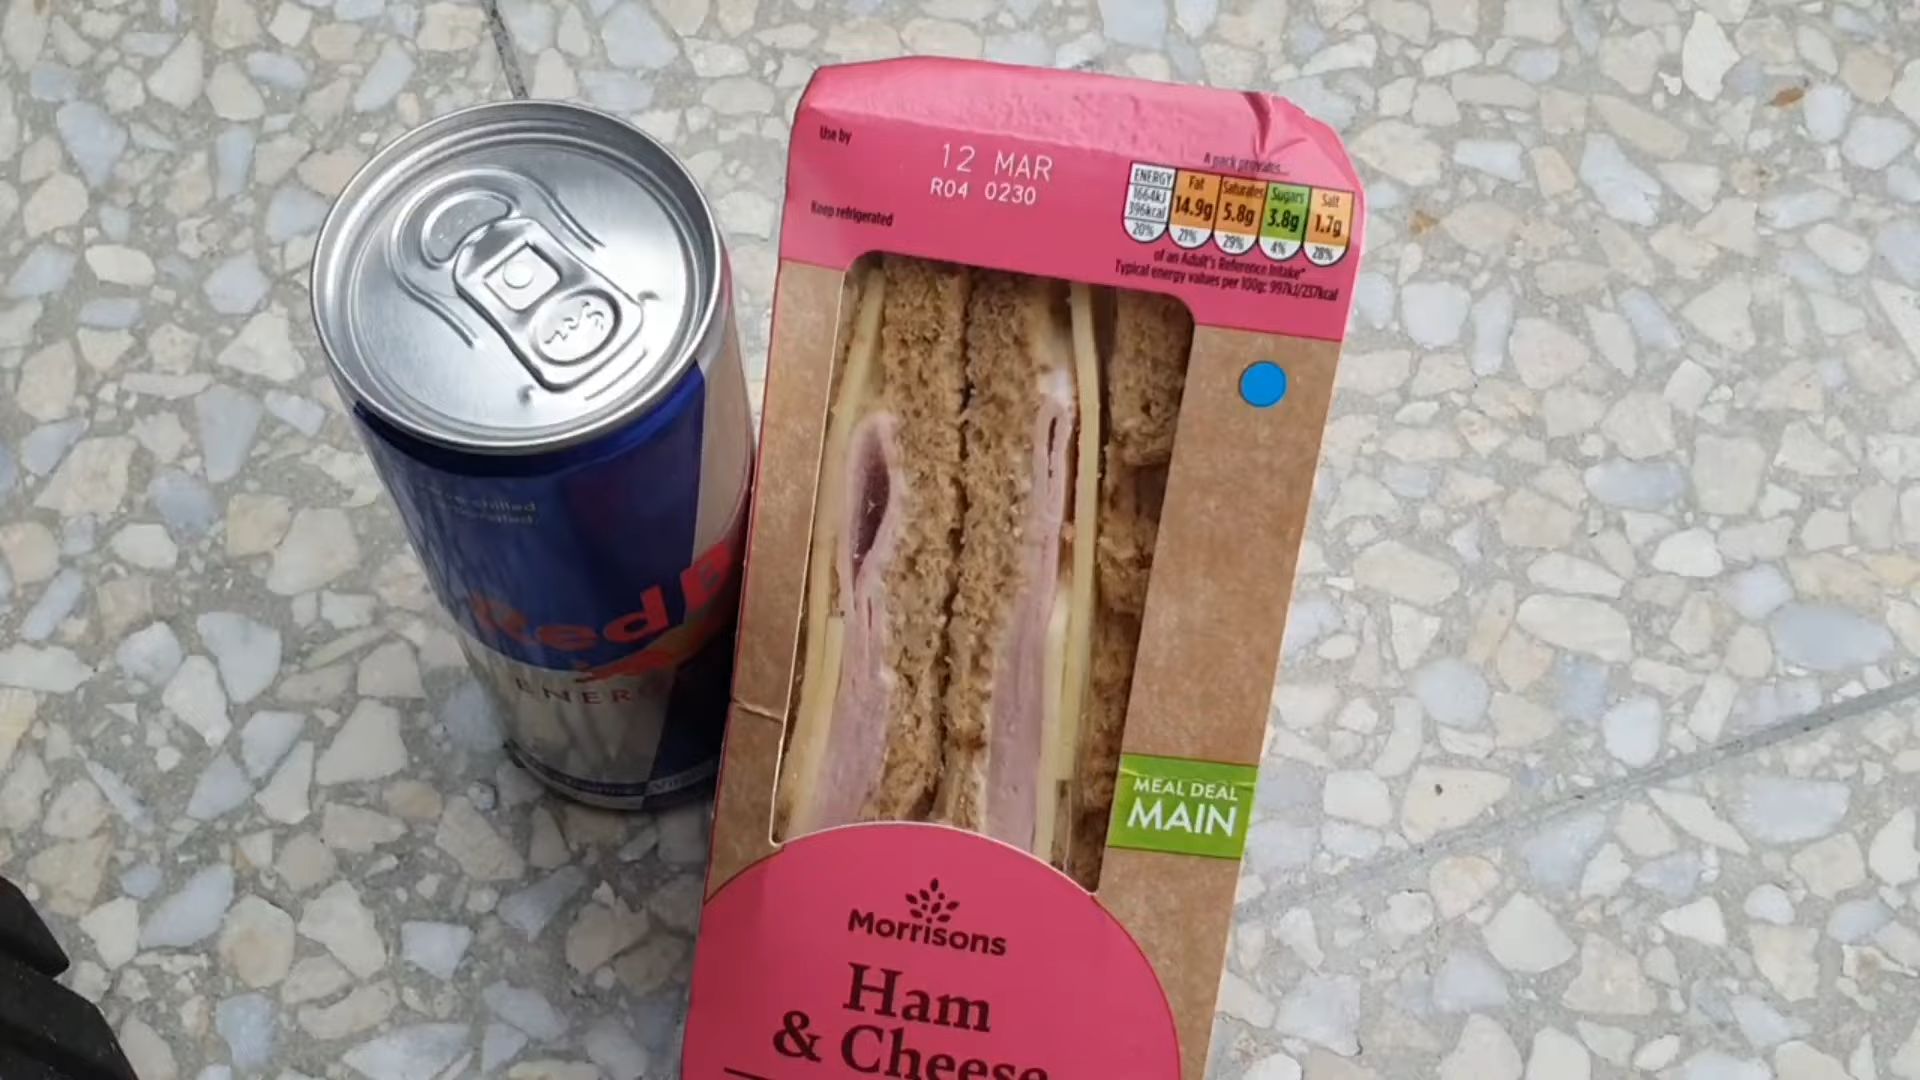 Use by
12 MAR
R04 0230
Keep refrigerated
A pack provides...
ENERGY
1664kJ
396kcal
20%
Fat
14.9g
21%
Saturates
5.8g
29%
Sugars
3.8g
4%
Salt
1.7g
28%
of an Adult's Reference Intake*
Typical energy values per 100g: 997kJ/237kcal
chilled
Red B
ENER
MEAL DEAL
MAIN
Morrisons
Ham
& Cheese